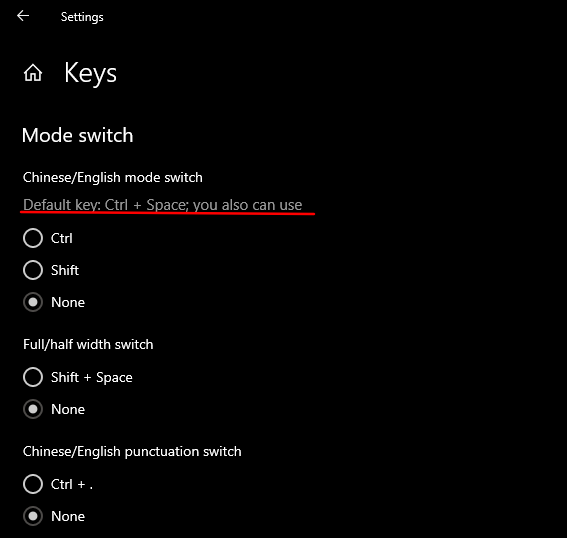 Settings
Keys
Mode switch
Chinese/English mode switch
Default key: Ctrl + Space; you also can use
Ctrl
Shift
None
Full/half width switch
Shift + Space
None
Chinese/English punctuation switch
Ctrl + .
None